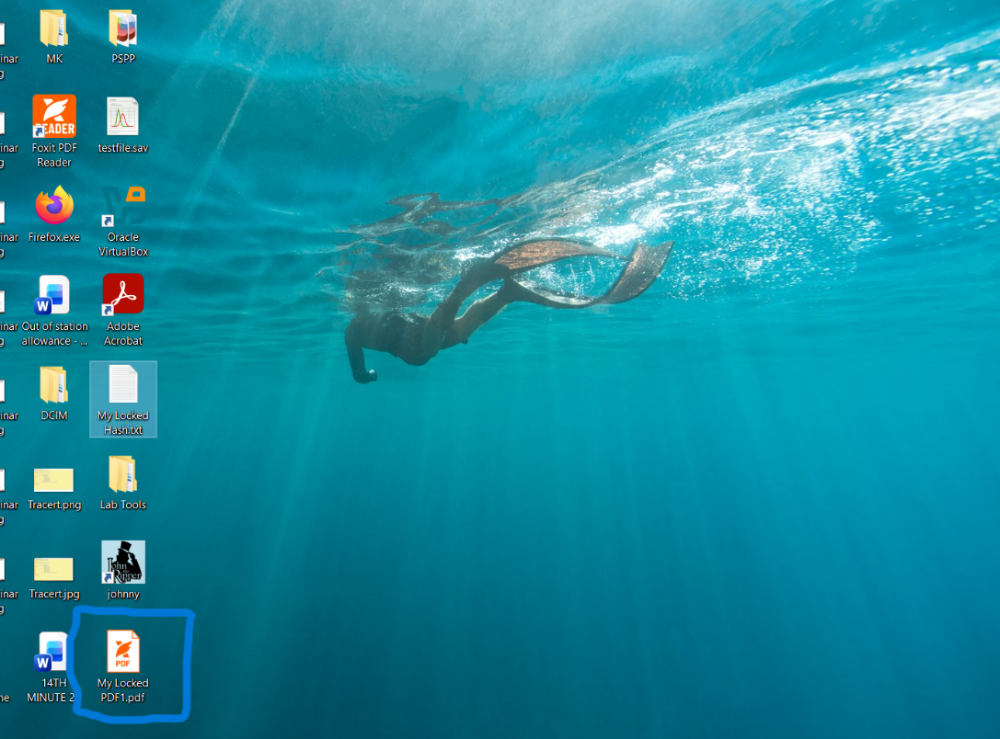 inar
g
MK
PSPP
inar
g
READER
Foxit PDF
Reader
testfile.sav
inar
g
Firefox.exe
Oracle
VirtualBox
inar
g
W
Out of station
allowance - ...
Adobe
Acrobat
inar
g
DCIM
My Locked
Hash.txt
inar
g
Tracert.png
Lab Tools
inar
g
Tracert.jpg
John
the
Ripper
johnny
ne
W
14TH
MINUTE 2
PDF
My Locked
PDF1.pdf